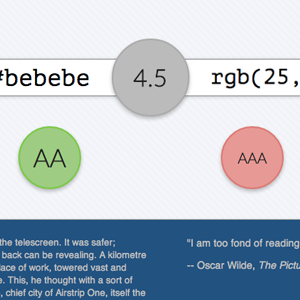 #bebebe 4.5 rgb(25,
AA AAA
the telescreen. It was safer;
back can be revealing. A kilometre
place of work, towered vast and
e. This, he thought with a sort of
, chief city of Airstrip One, itself the
"I am too fond of reading
-- Oscar Wilde, The Pictu